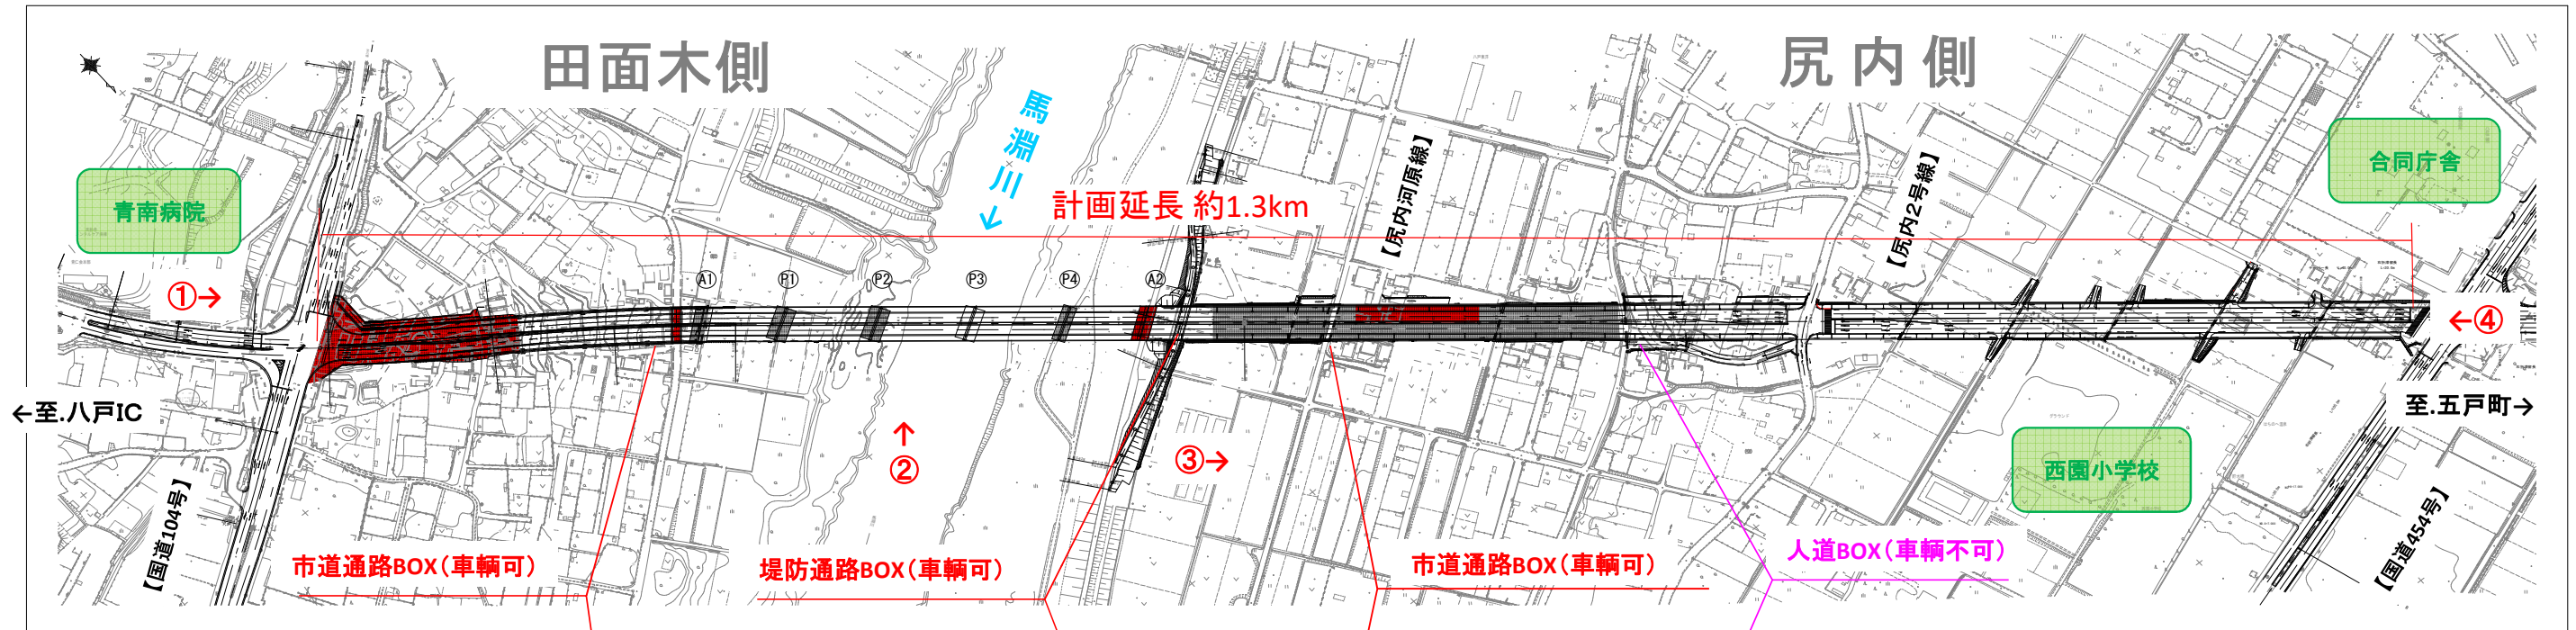 田面木側
尻内側
馬淵川
↓
計画延長 約1.3km
【尻内河原線】
【尻内2号線】
合同庁舎
青南病院
①→
A1
P1
P2
P3
P4
A2
←④
←至.八戸IC
至.五戸町→
↑
②
③→
西園小学校
【国道104号】
【国道454号】
市道通路BOX(車輌可)
堤防通路BOX(車輌可)
市道通路BOX(車輌可)
人道BOX(車輌不可)